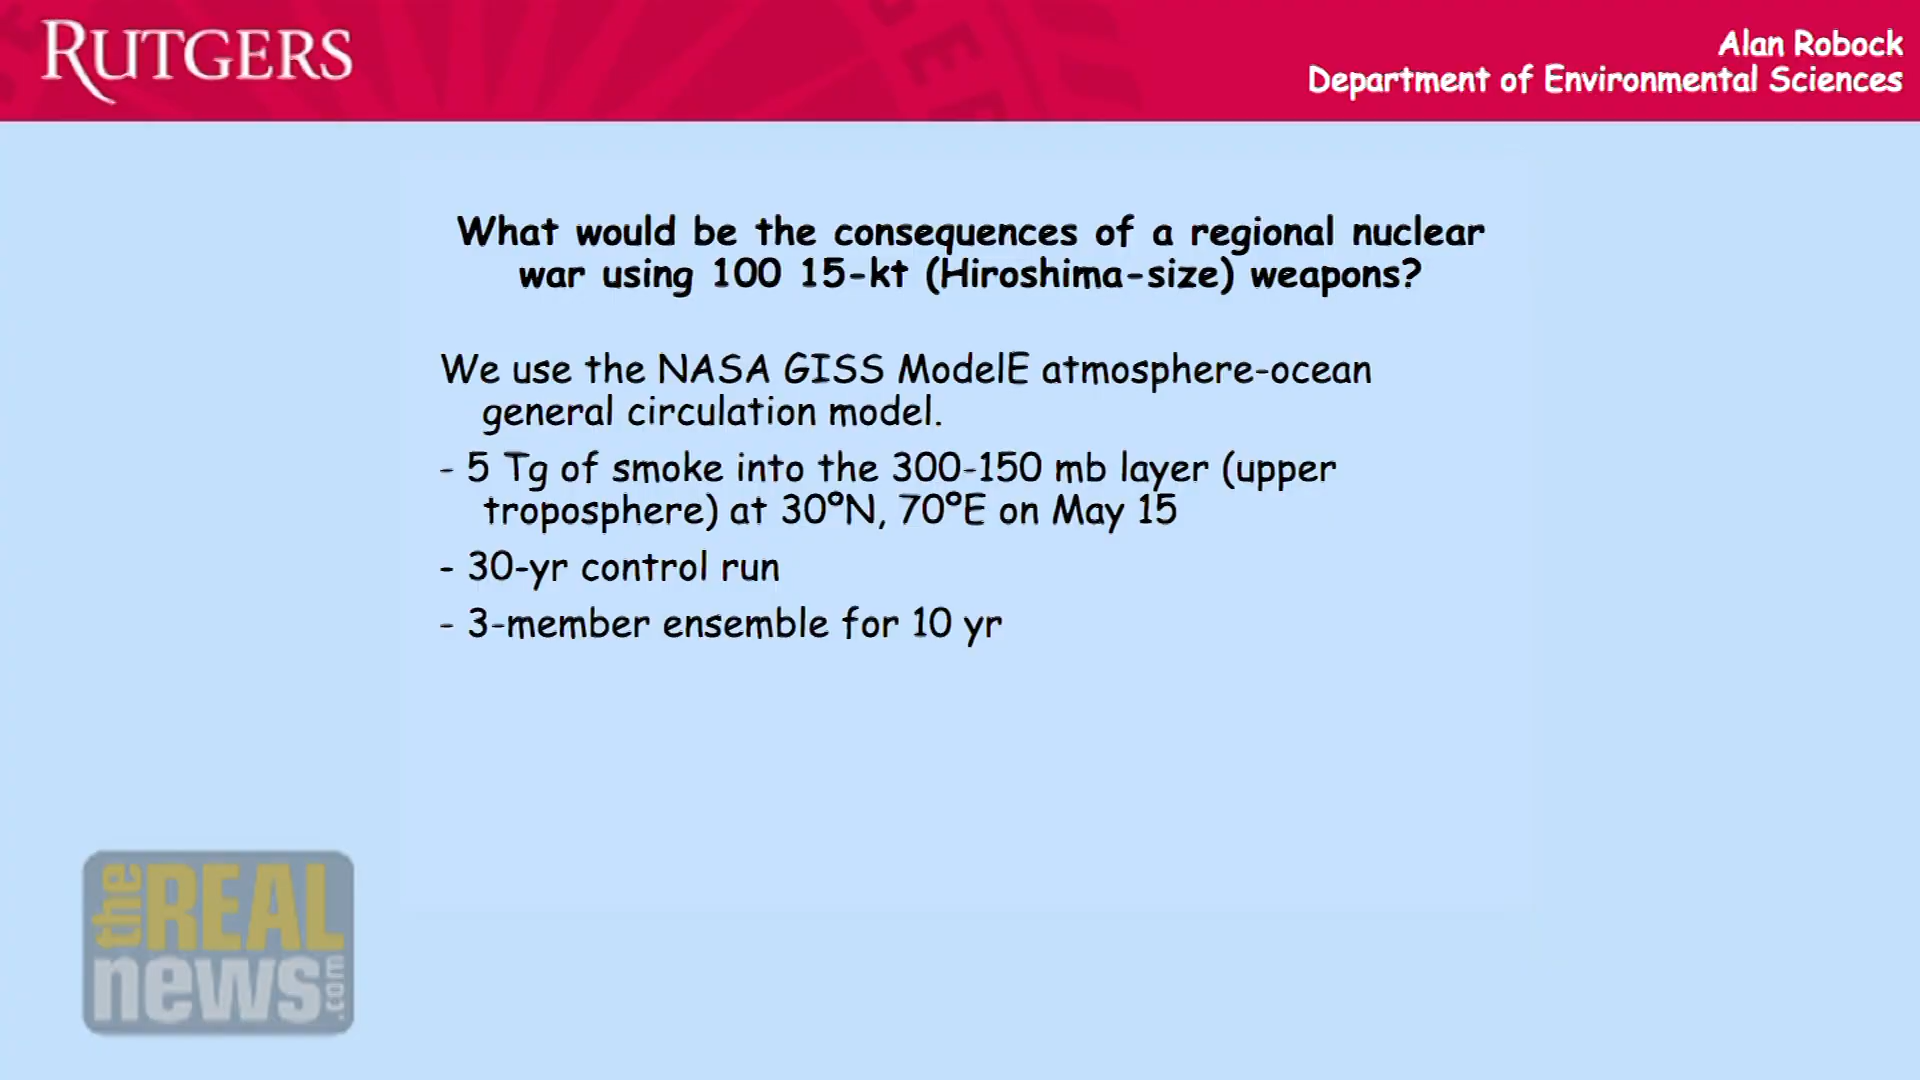 RUTGERS
Alan Robock
Department of Environmental Sciences
What would be the consequences of a regional nuclear
war using 100 15-kt (Hiroshima-size) weapons?
We use the NASA GISS ModelE atmosphere-ocean
general circulation model.
- 5 Tg of smoke into the 300-150 mb layer (upper
troposphere) at 30ºN, 70ºE on May 15
- 30-yr control run
- 3-member ensemble for 10 yr
the REAL
news.com